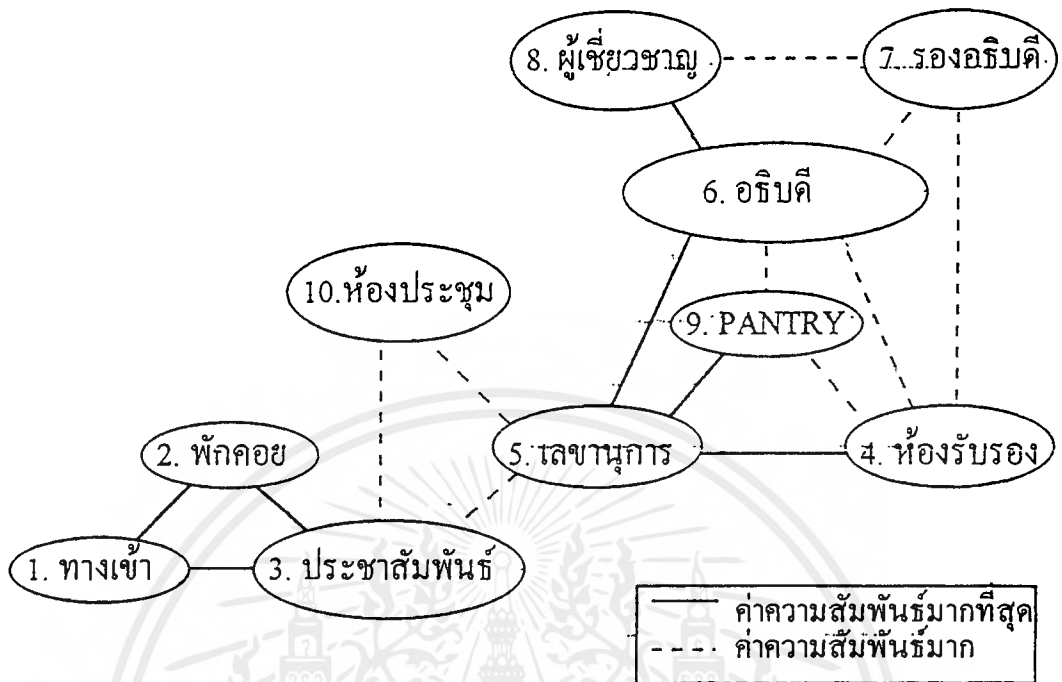 8. ผู้เชี่ยวชาญ
7. รองอธิบดี
6. อธิบดี
10.ห้องประชุม
9. PANTRY
2. พักคอย
5. เลขานุการ
4. ห้องรับรอง
1. ทางเข้า
3. ประชาสัมพันธ์
ค่าความสัมพันธ์มากที่สุด
ค่าความสัมพันธ์มาก